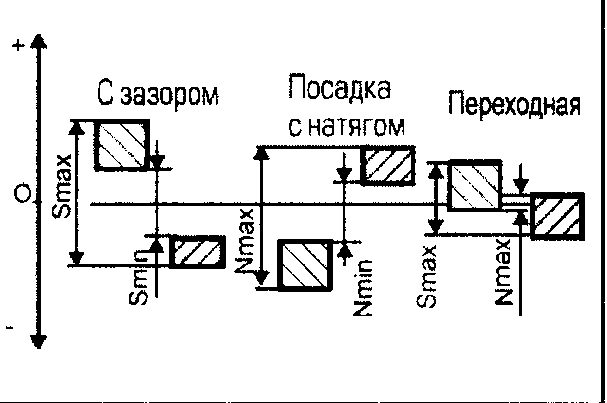 +
С зазором
Посадка
с натягом
Переходная
O
Smax
Smin
Nmax
Nmin
Smax
Nmax
-